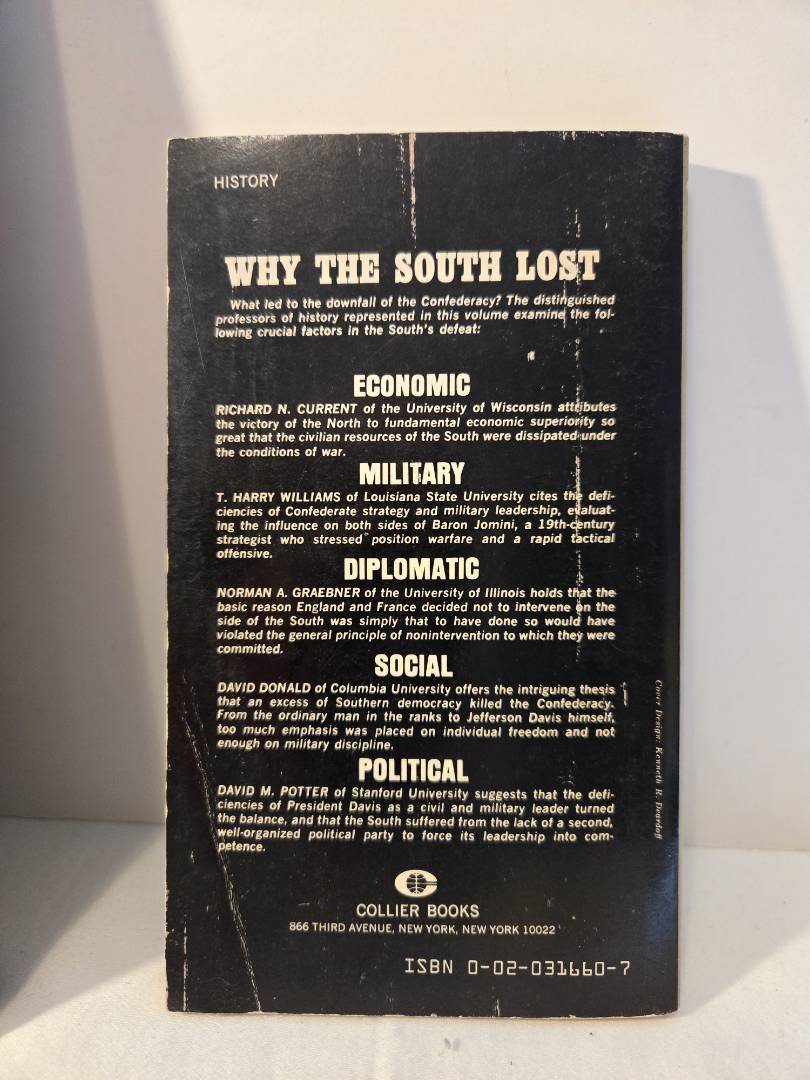 HISTORY
WHY THE SOUTH LOST
What led to the downfall of the Confederacy? The distinguished
professors of history represented in this volume examine the fol-
lowing crucial factors in the South's defeat:
ECONOMIC
RICHARD N. CURRENT of the University of Wisconsin attributes
the victory of the North to fundamental economic superiority so
great that the civilian resources of the South were dissipated under
the conditions of war.
MILITARY
T. HARRY WILLIAMS of Louisiana State University cites the defi-
ciencies of Confederate strategy and military leadership, evaluat-
ing the influence on both sides of Baron Jomini, a 19th-century
strategist who stressed position warfare and a rapid tactical
offensive.
DIPLOMATIC
NORMAN A. GRAEBNER of the University of Illinois holds that the
basic reason England and France decided not to intervene on the
side of the South was simply that to have done so would have
violated the general principle of nonintervention to which they were
committed.
SOCIAL
DAVID DONALD of Columbia University offers the intriguing thesis
that an excess of Southern democracy killed the Confederacy.
From the ordinary man in the ranks to Jefferson Davis himself,
too much emphasis was placed on individual freedom and not
enough on military discipline.
POLITICAL
DAVID M. POTTER of Stanford University suggests that the defi-
ciencies of President Davis as a civil and military leader turned
the balance, and that the South suffered from the lack of a second,
well-organized political party to force its leadership into com-
petence.
COLLIER BOOKS
866 THIRD AVENUE, NEW YORK, NEW YORK 10022
ISBN 0-02-031660-7
Cover Design: Kenneth R. Deardoff